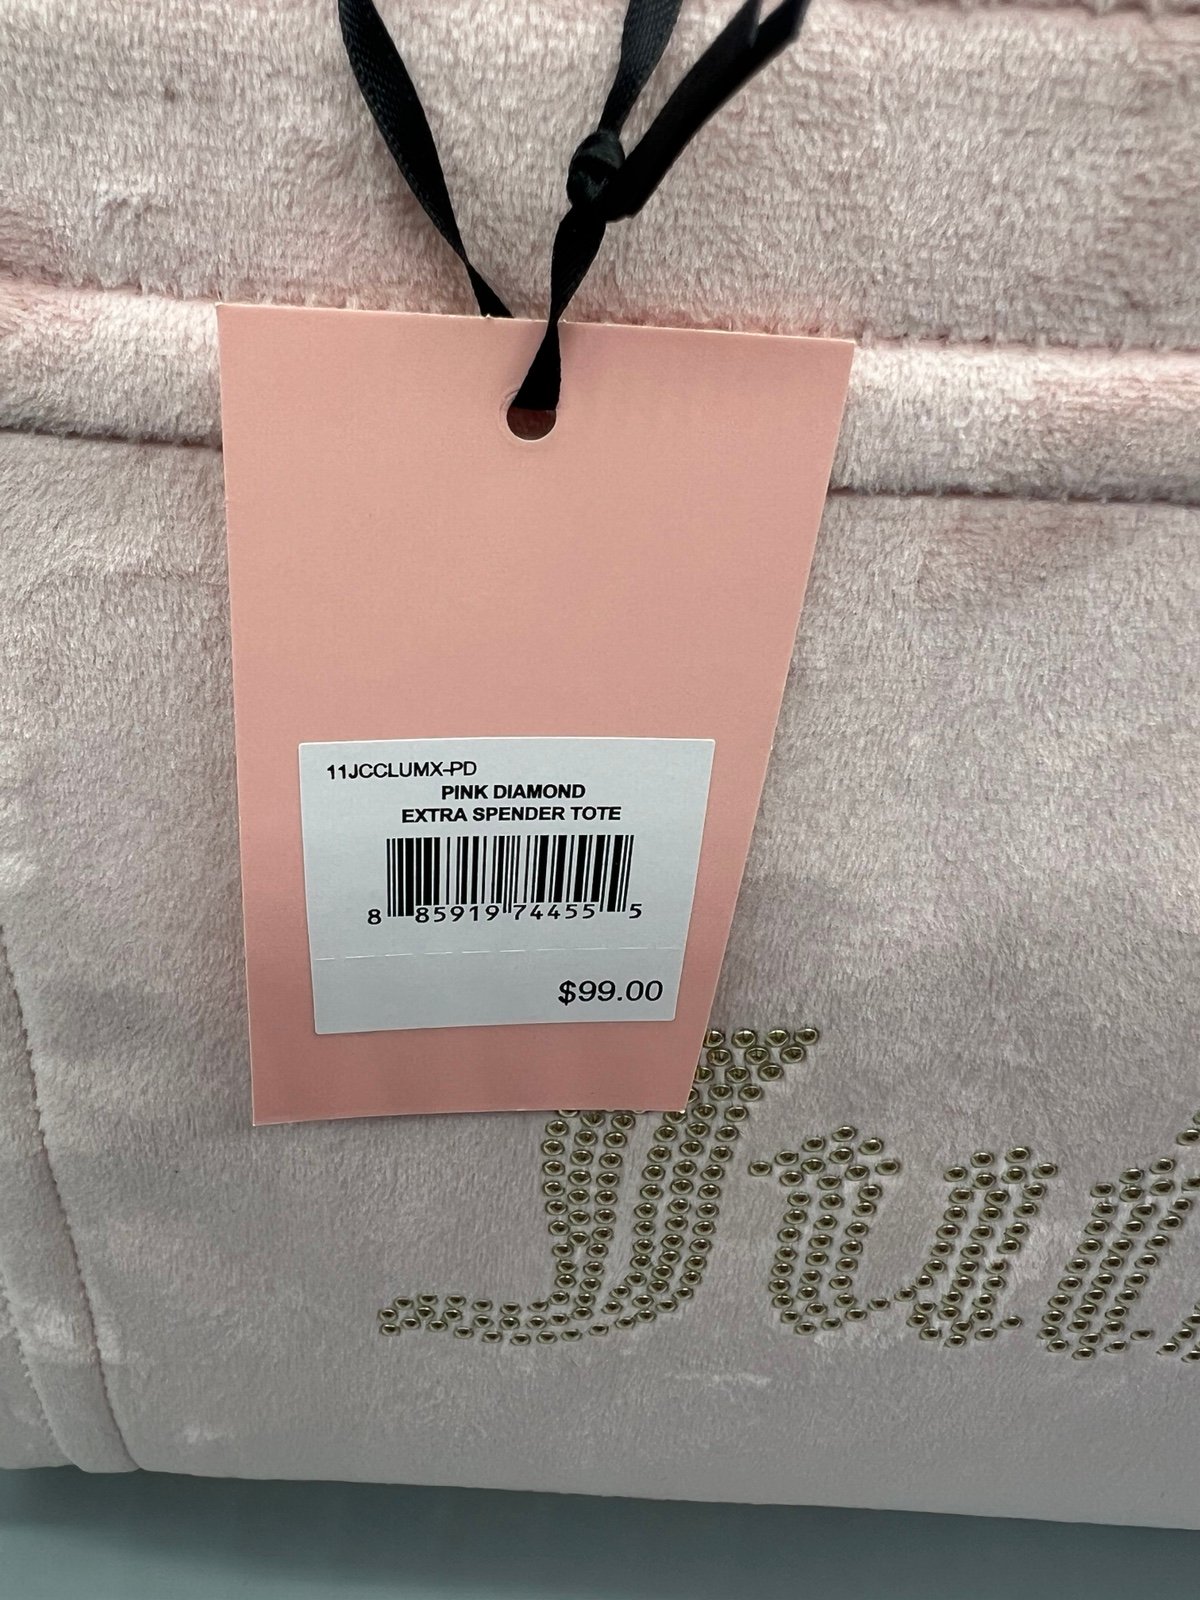 11JCCLUMX-PD
PINK DIAMOND
EXTRA SPENDER TOTE
8 85919 74455 5
$99.00